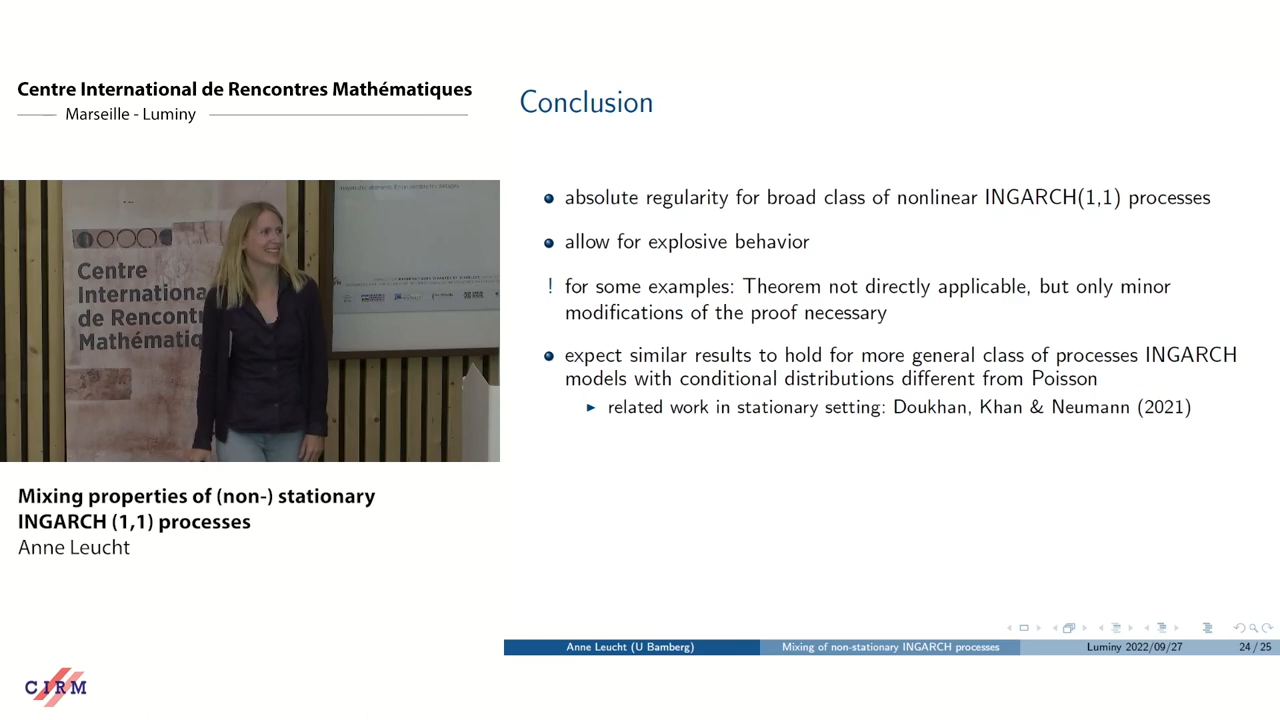 Centre International de Rencontres Mathématiques
Marseille - Luminy
Centre
Internationa
de Rencontr
Mathématiq
Mixing properties of (non-) stationary
INGARCH (1,1) processes
Anne Leucht
CIRM
Conclusion
absolute regularity for broad class of nonlinear INGARCH(1,1) processes
allow for explosive behavior
! for some examples: Theorem not directly applicable, but only minor
modifications of the proof necessary
expect similar results to hold for more general class of processes INGARCH
models with conditional distributions different from Poisson
related work in stationary setting: Doukhan, Khan & Neumann (2021)
Anne Leucht (U Bamberg) Mixing of non-stationary INGARCH processes Luminy 2022/09/27 24 / 25